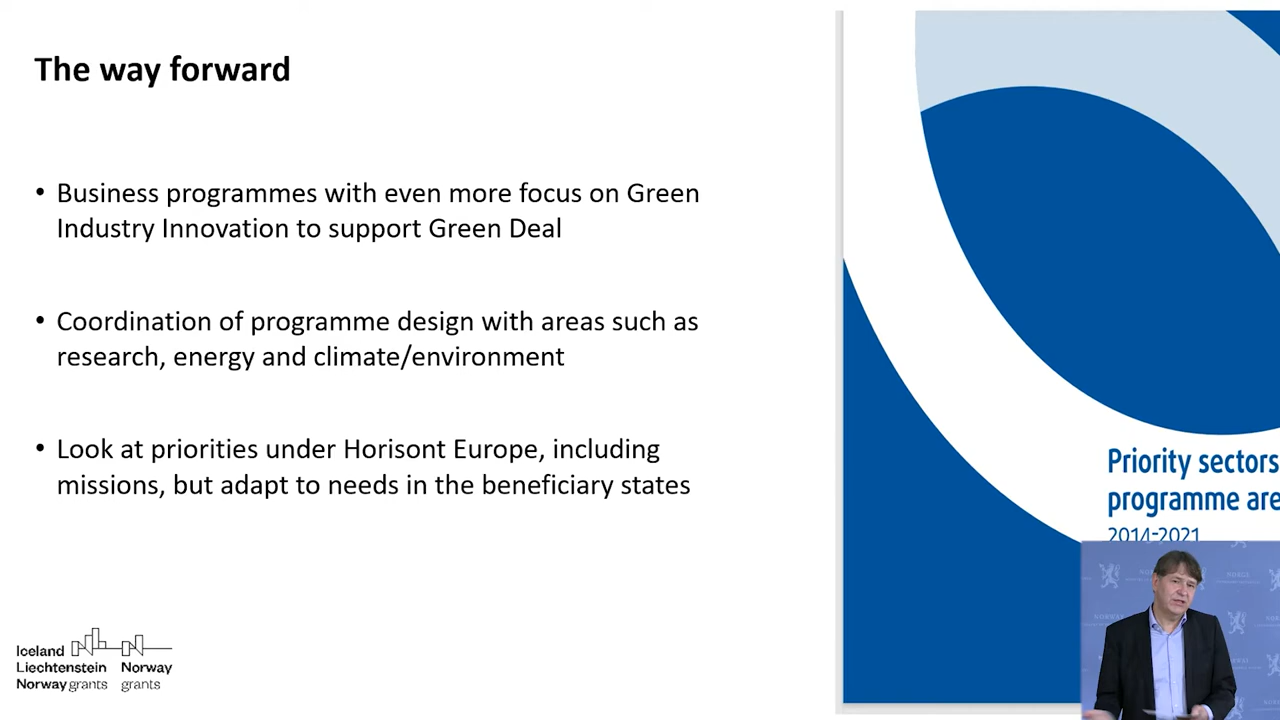 The way forward
• Business programmes with even more focus on Green
Industry Innovation to support Green Deal
• Coordination of programme design with areas such as
research, energy and climate/environment
• Look at priorities under Horisont Europe, including
missions, but adapt to needs in the beneficiary states
Priority sectors
programme are
2014-2021
Iceland
Liechtenstein
Norway grants
Norway
grants